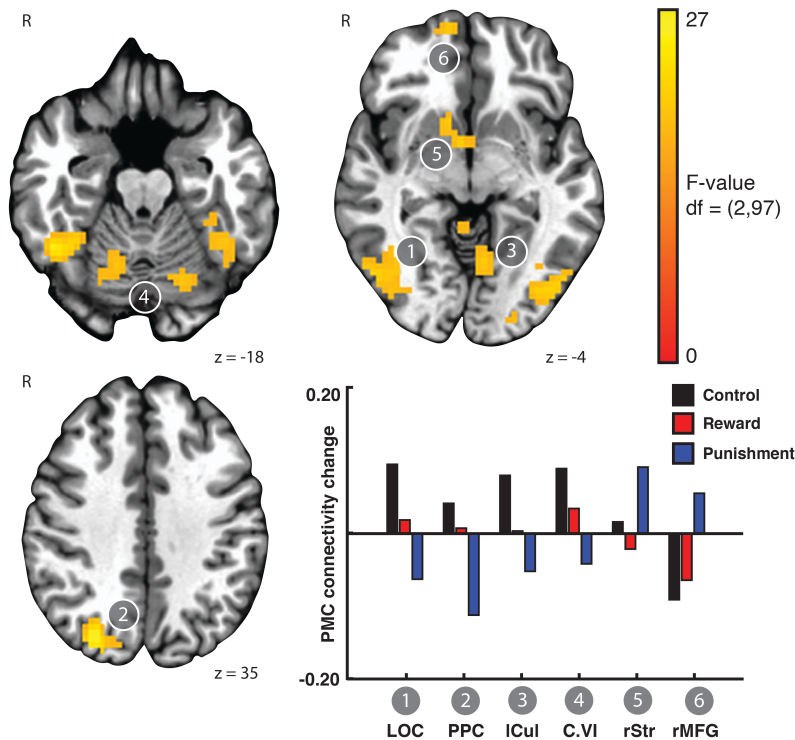 R
R
27
6
5
F-value
df = (2,97)
1
3
4
0
z = -18
z = -4
R
0.20
Control
Reward
Punishment
PMC connectivity change
2
z = 35
-0.20
1 2 3 4 5 6
LOC PPC lCul C.VI rStr rMFG